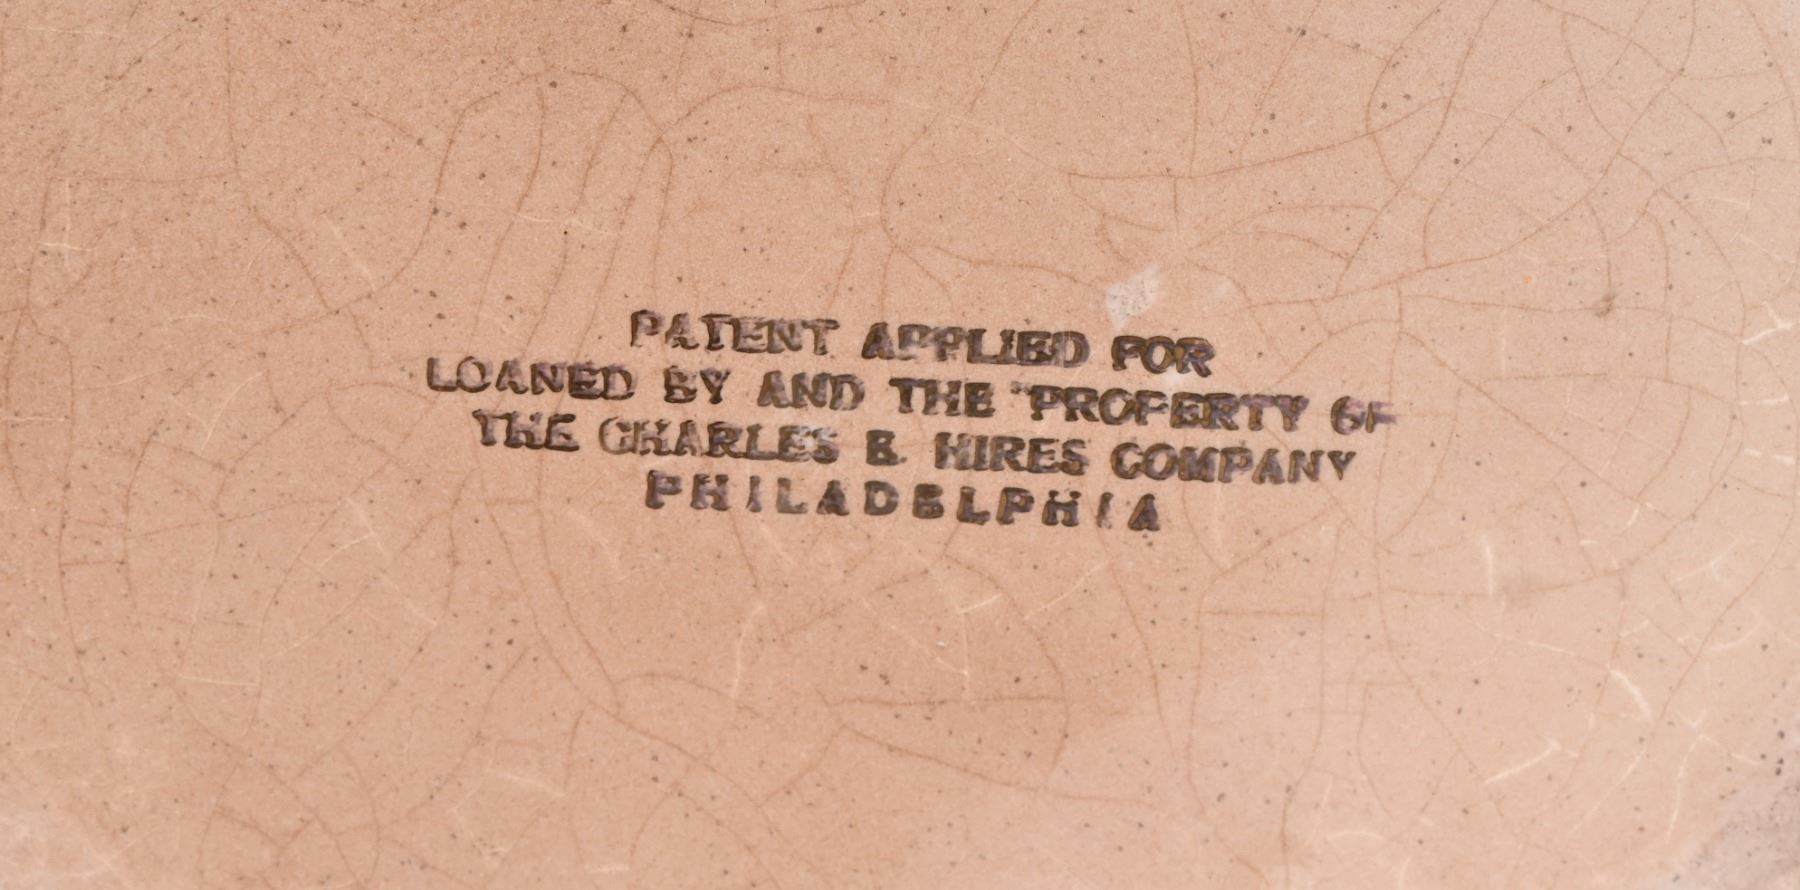 PATENT APPLIED FOR
LOANED BY AND THE "PROPERTY OF
THE CHARLES E. HIRES COMPANY
PHILADELPHIA